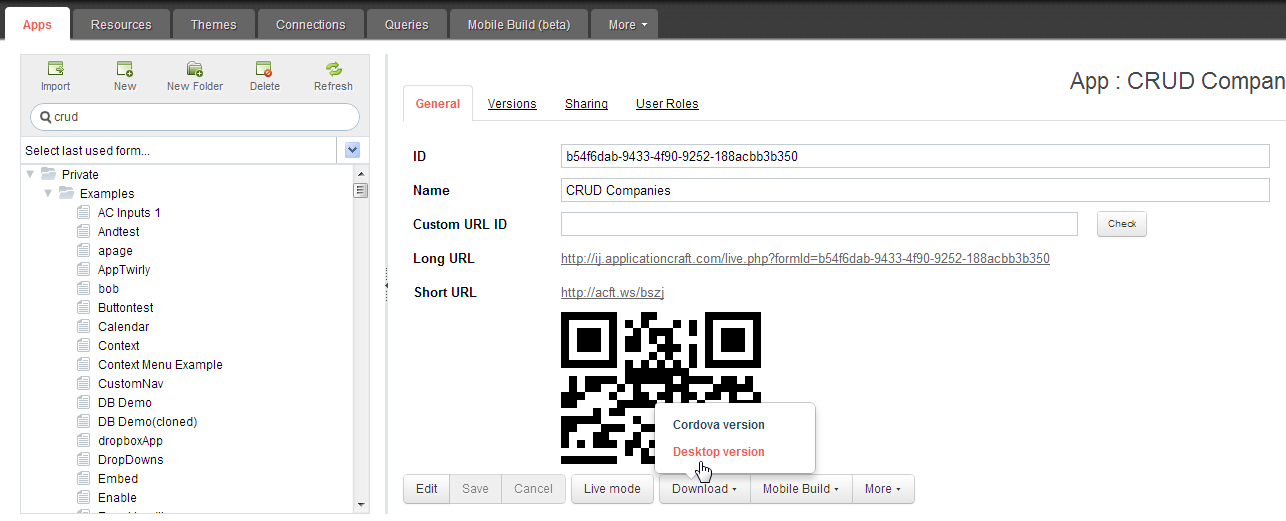 Apps Resources Themes Connections Queries Mobile Build (beta) More
Import New New Folder Delete Refresh
crud
Select last used form...
Private
Examples
AC Inputs 1
Andtest
apage
AppTwirly
bob
Buttontest
Calendar
Context
Context Menu Example
CustomNav
DB Demo
DB Demo(cloned)
dropboxApp
DropDowns
Embed
Enable
App : CRUD Compan
General Versions Sharing User Roles
ID b54f6dab-9433-4f90-9252-188acbb3b350
Name CRUD Companies
Custom URL ID Check
Long URL http://ij.applicationcraft.com/live.php?formId=b54f6dab-9433-4f90-9252-188acbb3b350
Short URL http://acft.ws/bszj
Cordova version
Desktop version
Edit Save Cancel Live mode Download Mobile Build More